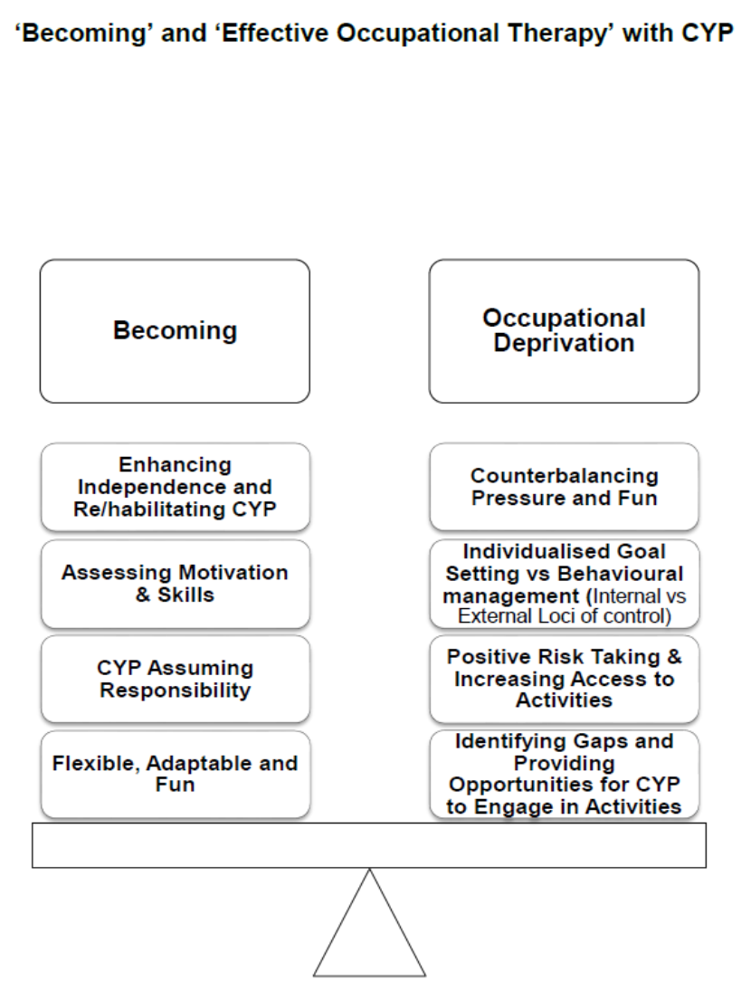 ‘Becoming’ and ‘Effective Occupational Therapy’ with CYP
Becoming
Occupational
Deprivation
Enhancing
Independence and
Re/habilitating CYP
Counterbalancing
Pressure and Fun
Assessing Motivation
& Skills
Individualised Goal
Setting vs Behavioural
management (Internal vs
External Loci of control)
CYP Assuming
Responsibility
Positive Risk Taking &
Increasing Access to
Activities
Flexible, Adaptable and
Fun
Identifying Gaps and
Providing
Opportunities for CYP
to Engage in Activities